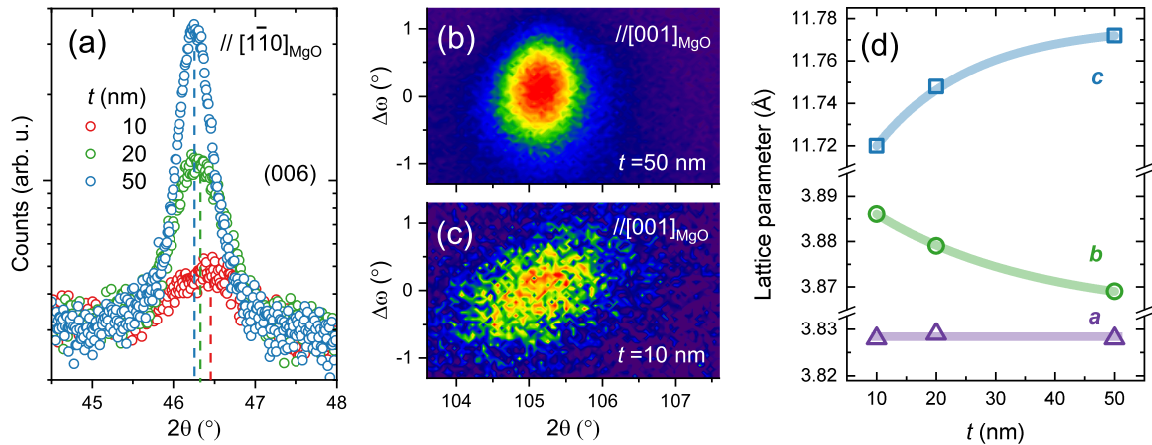 (a)
// [11̅0]MgO
t (nm)
10
20
50
(006)
Counts (arb. u.)
45
46
47
48
2θ (°)
(b)
//[001]MgO
t =50 nm
1
0
-1
Δω (°)
(c)
//[001]MgO
t =10 nm
1
0
-1
Δω (°)
104
105
106
107
2θ (°)
(d)
c
b
a
11.78
11.76
11.74
11.72
3.89
3.88
3.87
3.83
3.82
Lattice parameter (Å)
10
20
30
40
50
t (nm)